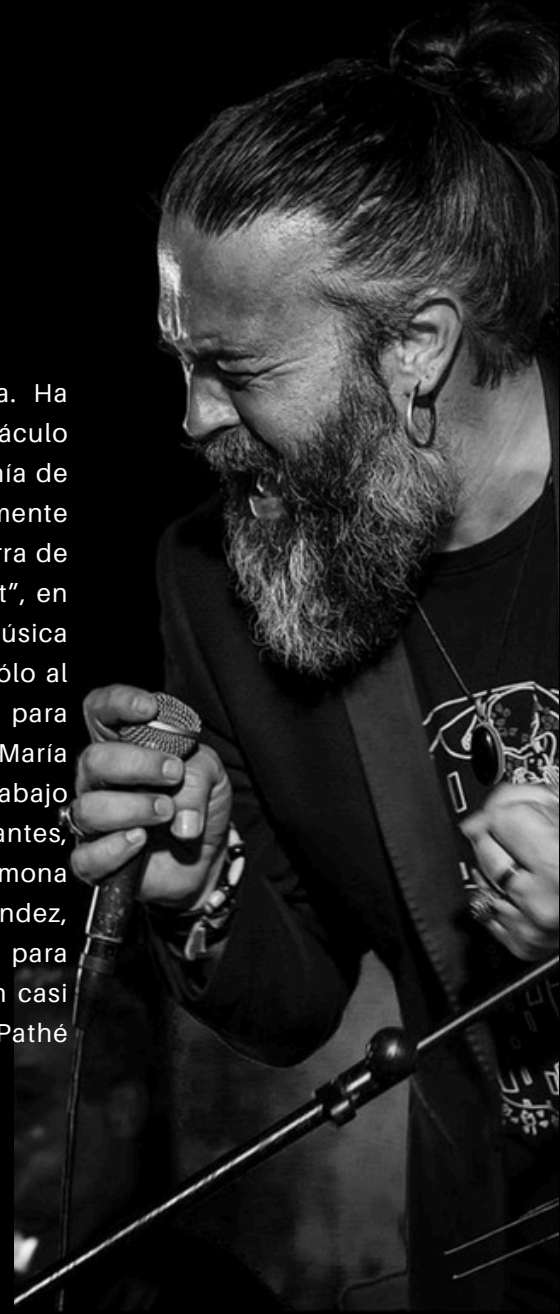 a. Ha
áculo
ía de
mente
rra de
t”, en
úsica
ólo al
para
María
abajo
antes,
mona
ndez,
para
n casi
Pathé